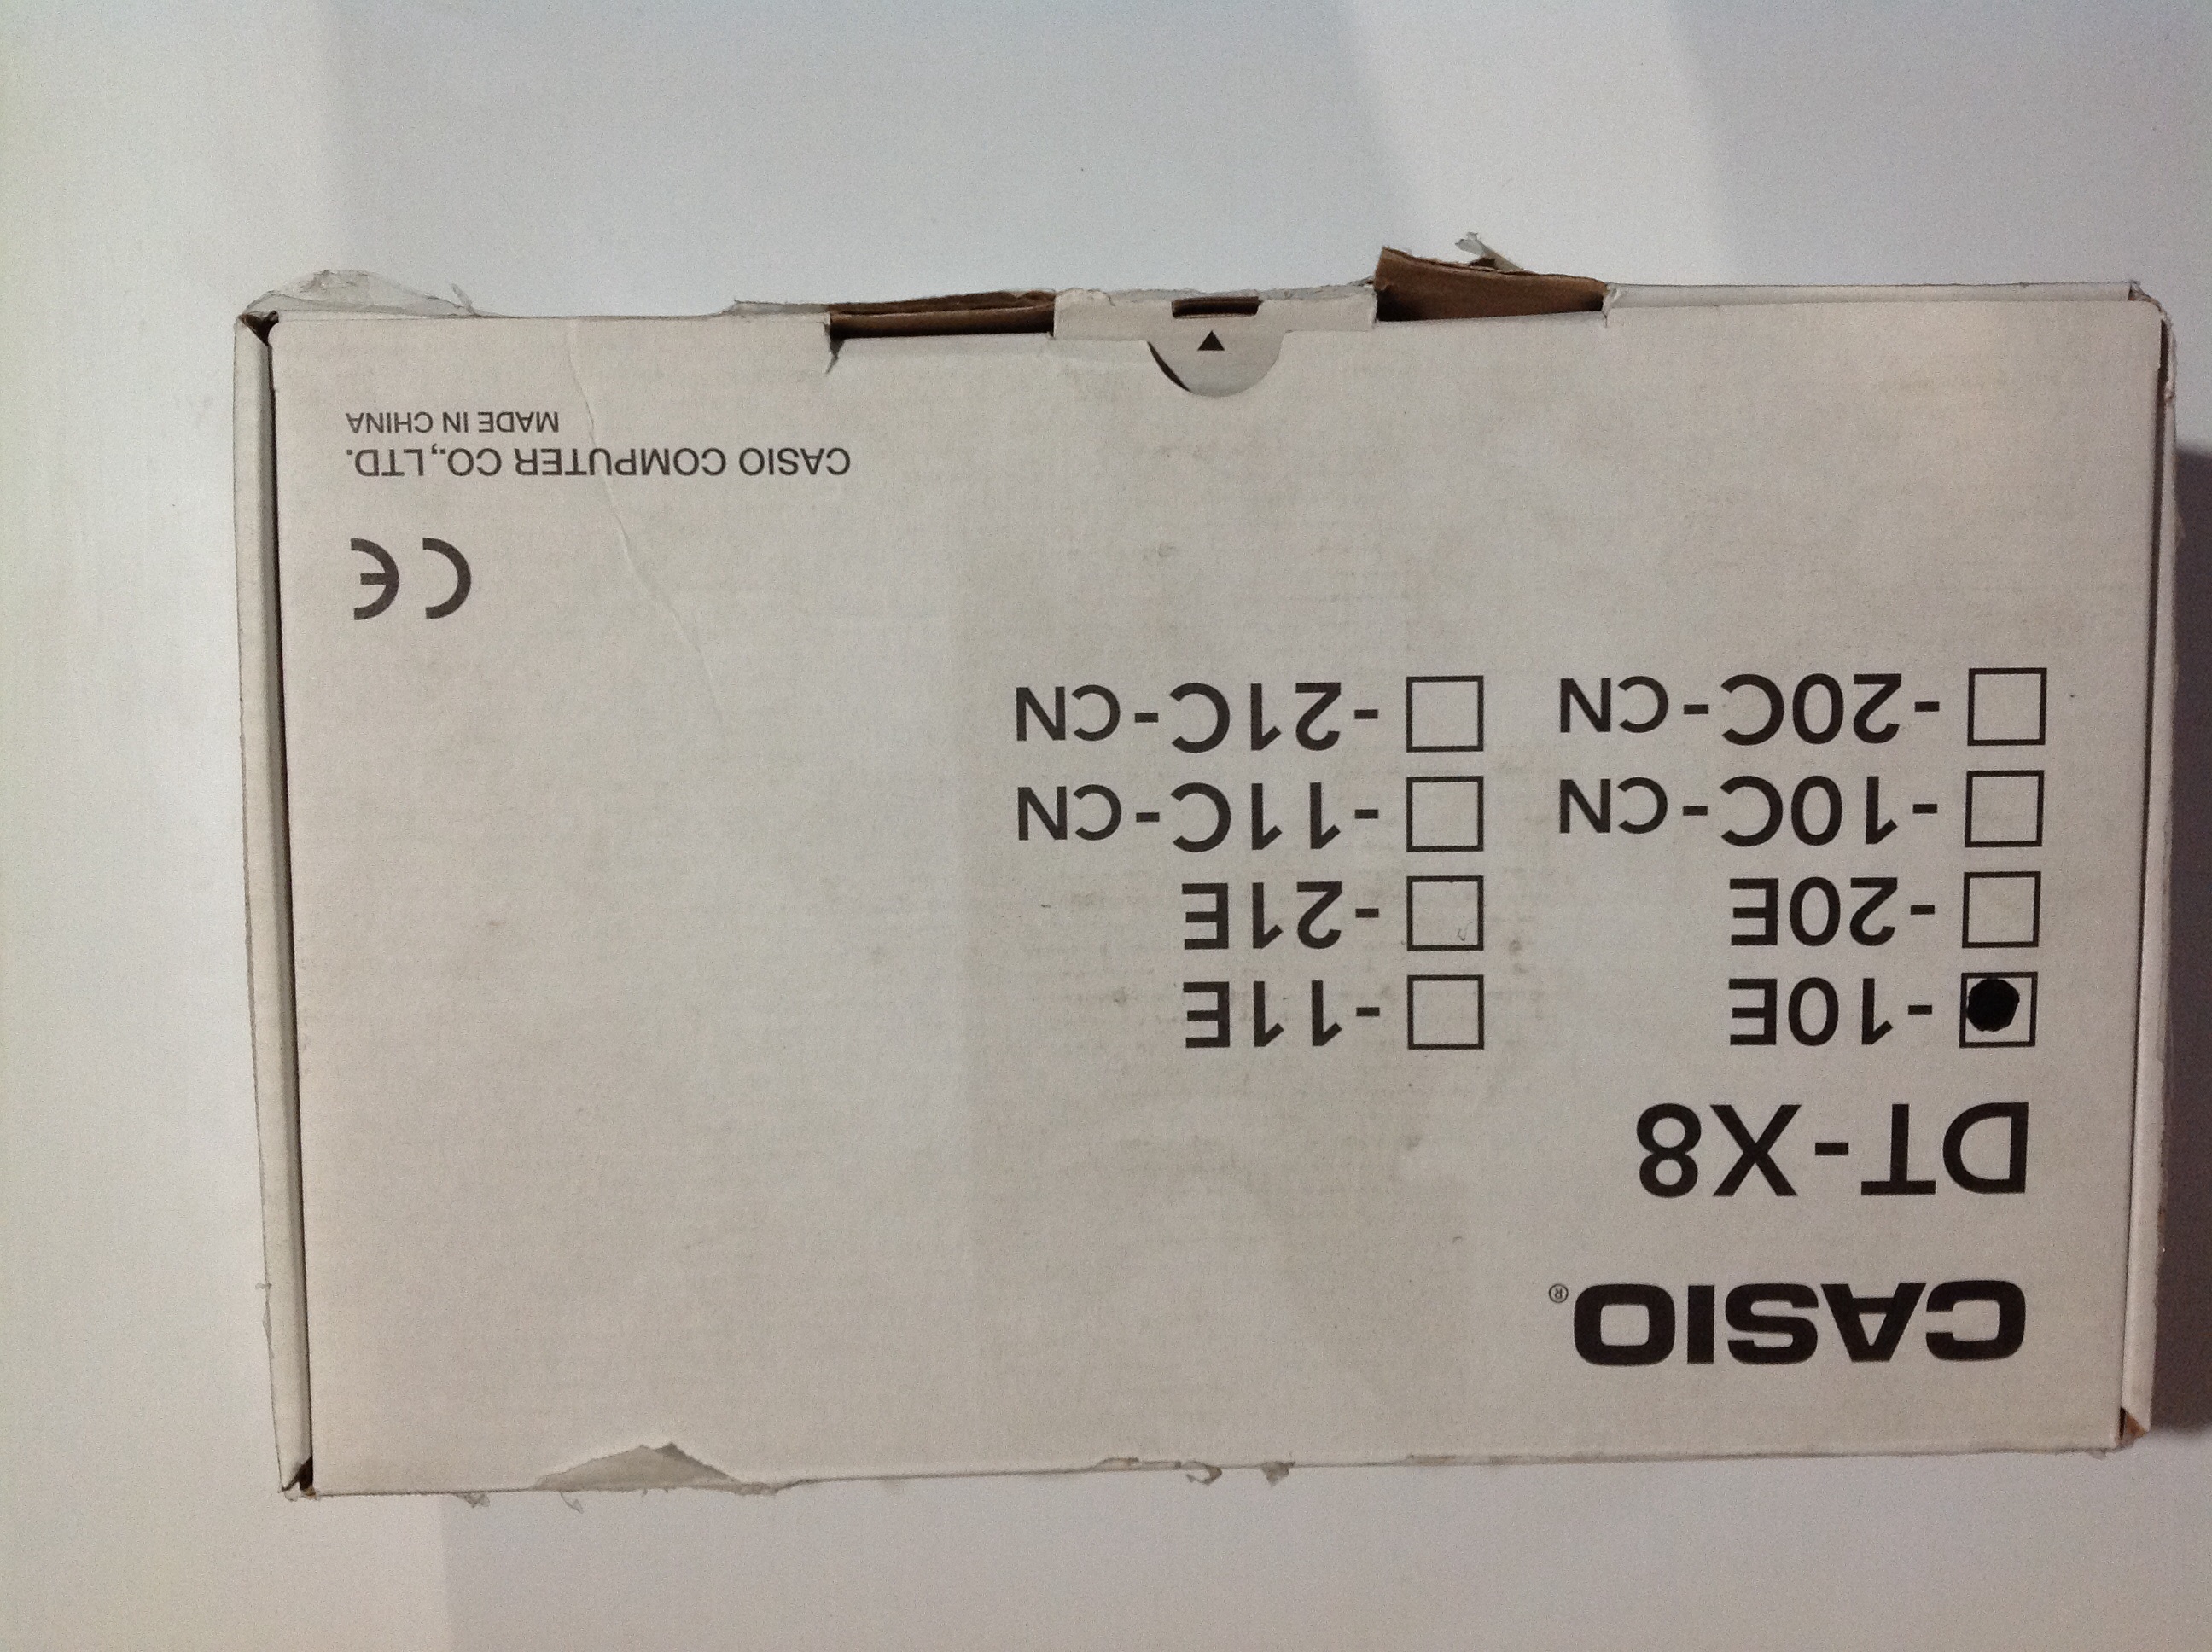 CASIO®
DT-X8
-10E -11E
-20E -21E
-10C-CN -11C-CN
-20C-CN -21C-CN
CE
CASIO COMPUTER CO.,LTD.
MADE IN CHINA